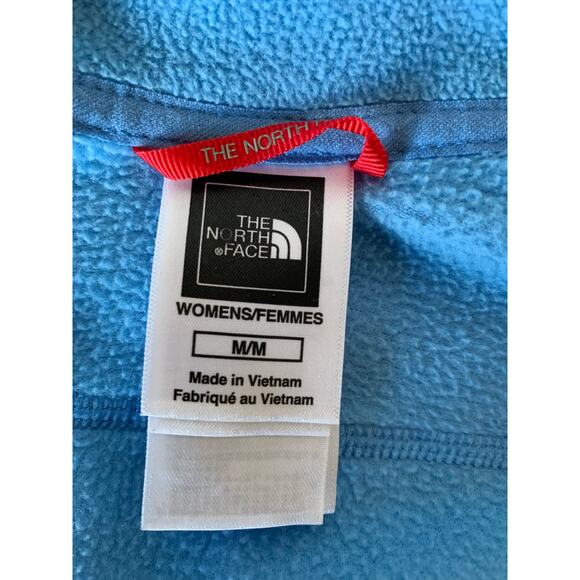 THE NORTH
THE
NORTH
®FACE
WOMENS/FEMMES
M/M
Made in Vietnam
Fabriqué au Vietnam